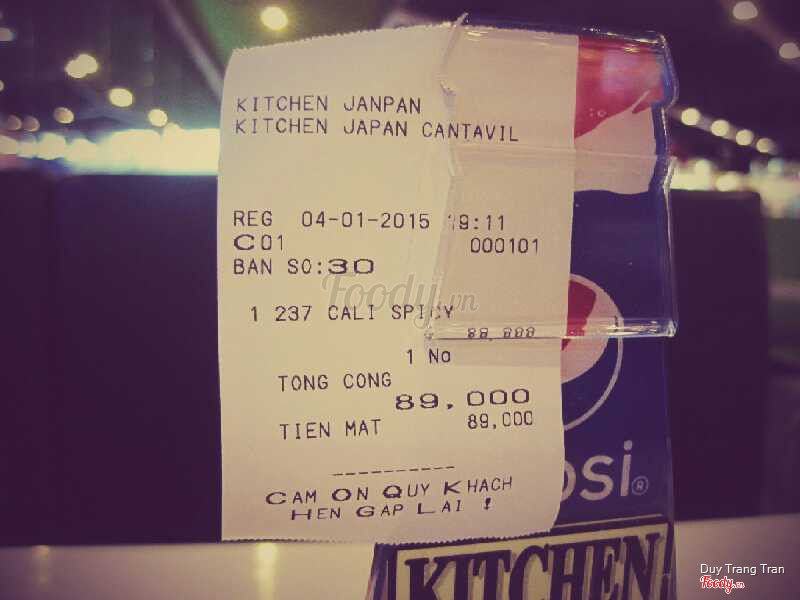 KITCHEN JANPAN
KITCHEN JAPAN CANTAVIL
REG 04-01-2015 19:11
C01 000101
BAN SO:30
1 237 CALI SPICY
1 No
TONG CONG
89,000
TIEN MAT 89,000
CAM ON QUY KHACH
HEN GAP LAI !
Foody.vn
psi®
KITCHEN
Duy Trang Tran
Foody.vn